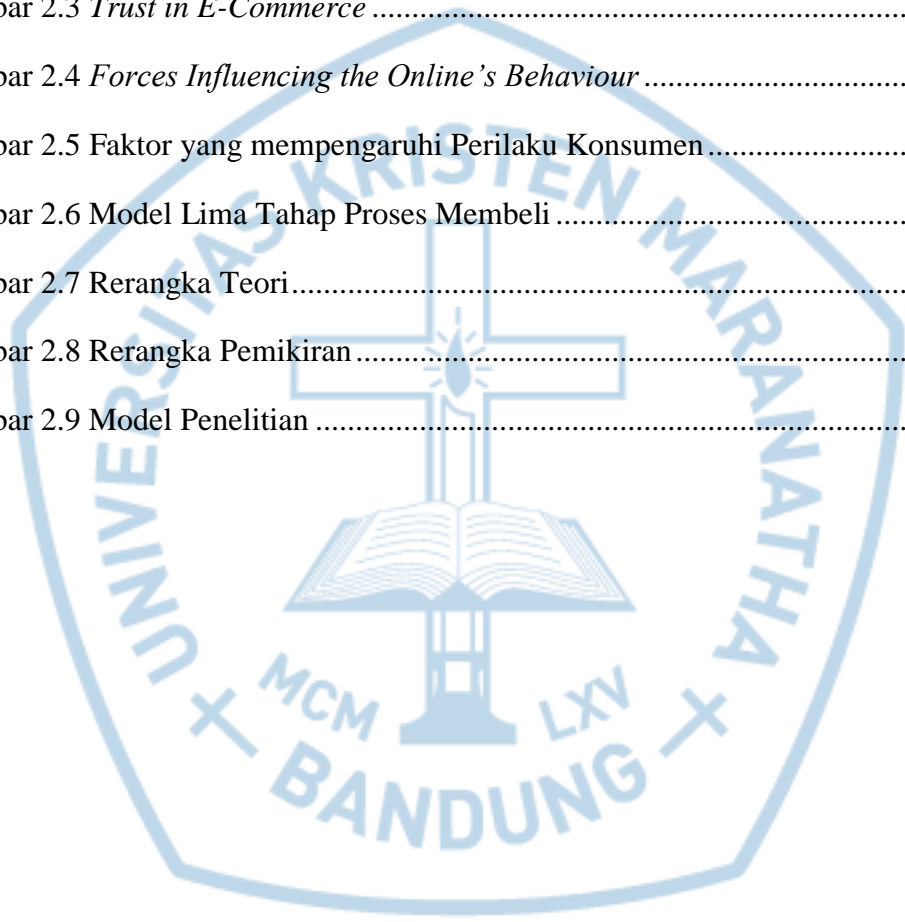 bar 2.3 Trust in E-Commerce ..................................................................
bar 2.4 Forces Influencing the Online’s Behaviour ................................
bar 2.5 Faktor yang mempengaruhi Perilaku Konsumen ........................
bar 2.6 Model Lima Tahap Proses Membeli ...........................................
bar 2.7 Rerangka Teori ............................................................................
bar 2.8 Rerangka Pemikiran ....................................................................
bar 2.9 Model Penelitian .........................................................................
UNIVERSITAS KRISTEN MARANATHA
MCM LXV
BANDUNG